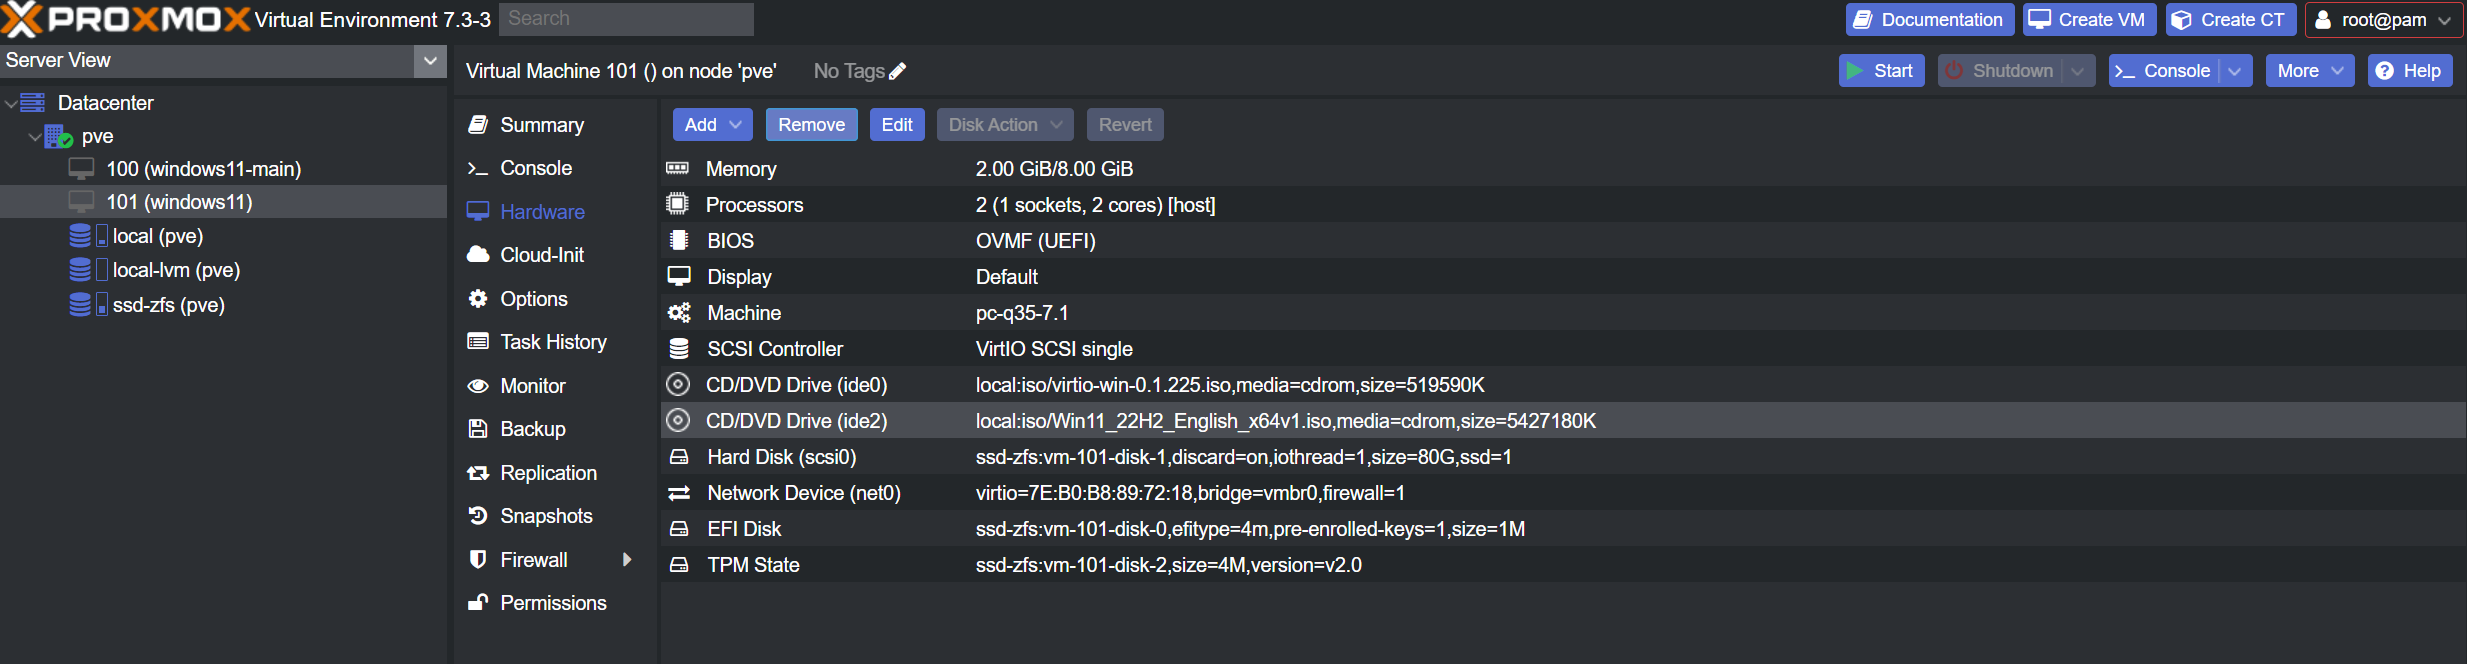 PROXMOX Virtual Environment 7.3-3 Search Documentation Create VM Create CT root@pam
Server View
Datacenter
pve
100 (windows11-main)
101 (windows11)
local (pve)
local-lvm (pve)
ssd-zfs (pve)
Virtual Machine 101 () on node 'pve' No Tags Start Shutdown Console More Help
Summary
Console
Hardware
Cloud-Init
Options
Task History
Monitor
Backup
Replication
Snapshots
Firewall
Permissions
Add Remove Edit Disk Action Revert
Memory 2.00 GiB/8.00 GiB
Processors 2 (1 sockets, 2 cores) [host]
BIOS OVMF (UEFI)
Display Default
Machine pc-q35-7.1
SCSI Controller VirtIO SCSI single
CD/DVD Drive (ide0) local:iso/virtio-win-0.1.225.iso,media=cdrom,size=519590K
CD/DVD Drive (ide2) local:iso/Win11_22H2_English_x64v1.iso,media=cdrom,size=5427180K
Hard Disk (scsi0) ssd-zfs:vm-101-disk-1,discard=on,iothread=1,size=80G,ssd=1
Network Device (net0) virtio=7E:B0:B8:89:72:18,bridge=vmbr0,firewall=1
EFI Disk ssd-zfs:vm-101-disk-0,efitype=4m,pre-enrolled-keys=1,size=1M
TPM State ssd-zfs:vm-101-disk-2,size=4M,version=v2.0